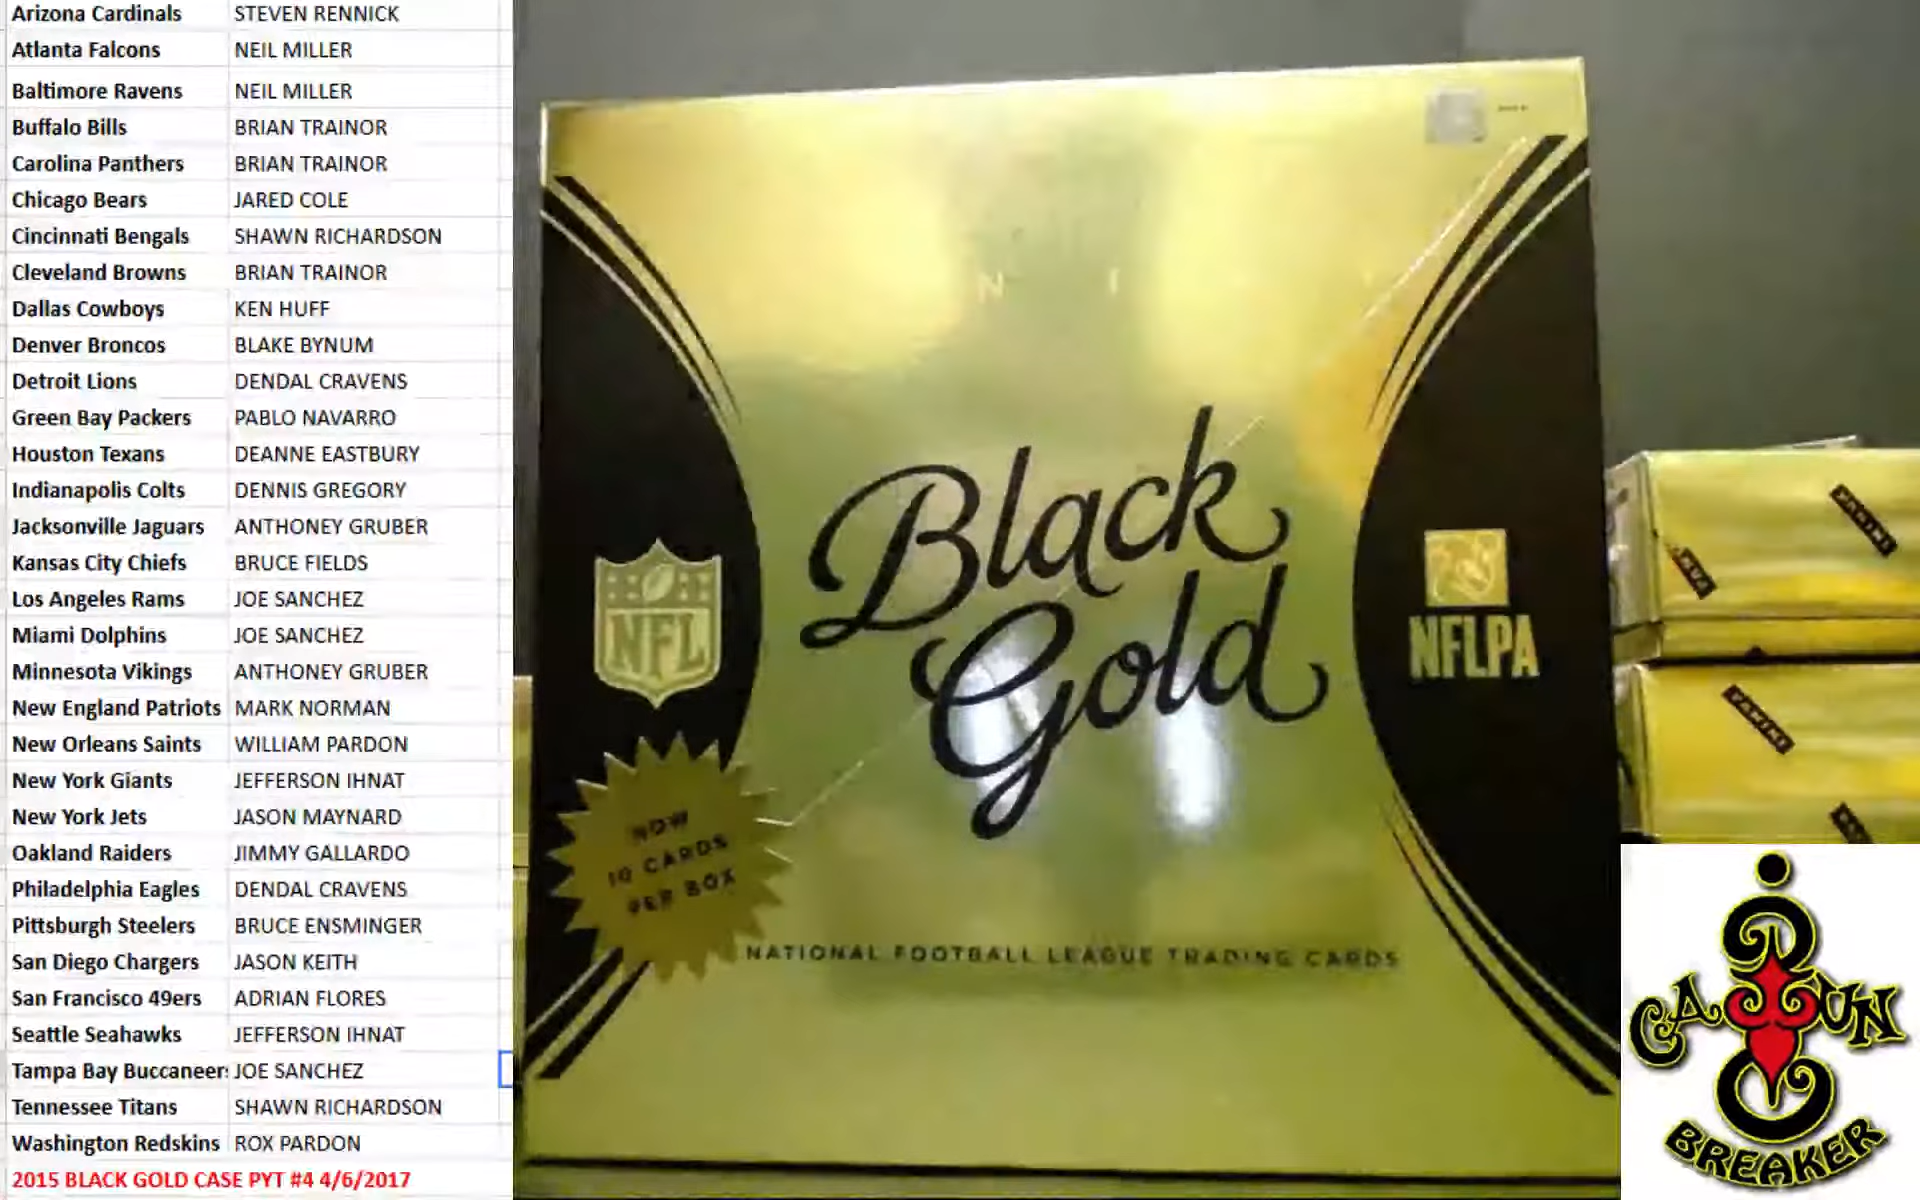 Arizona Cardinals STEVEN RENNICK
Atlanta Falcons NEIL MILLER
Baltimore Ravens NEIL MILLER
Buffalo Bills BRIAN TRAINOR
Carolina Panthers BRIAN TRAINOR
Chicago Bears JARED COLE
Cincinnati Bengals SHAWN RICHARDSON
Cleveland Browns BRIAN TRAINOR
Dallas Cowboys KEN HUFF
Denver Broncos BLAKE BYNUM
Detroit Lions DENDAL CRAVENS
Green Bay Packers PABLO NAVARRO
Houston Texans DEANNE EASTBURY
Indianapolis Colts DENNIS GREGORY
Jacksonville Jaguars ANTHONEY GRUBER
Kansas City Chiefs BRUCE FIELDS
Los Angeles Rams JOE SANCHEZ
Miami Dolphins JOE SANCHEZ
Minnesota Vikings ANTHONEY GRUBER
New England Patriots MARK NORMAN
New Orleans Saints WILLIAM PARDON
New York Giants JEFFERSON IHNAT
New York Jets JASON MAYNARD
Oakland Raiders JIMMY GALLARDO
Philadelphia Eagles DENDAL CRAVENS
Pittsburgh Steelers BRUCE ENSMINGER
San Diego Chargers JASON KEITH
San Francisco 49ers ADRIAN FLORES
Seattle Seahawks JEFFERSON IHNAT
Tampa Bay Buccaneers JOE SANCHEZ
Tennessee Titans SHAWN RICHARDSON
Washington Redskins ROX PARDON
2015 BLACK GOLD CASE PYT #4 4/6/2017
Black
Gold
NFL
NFLPA
NOW
10 CARDS
PER BOX
NATIONAL FOOTBALL LEAGUE TRADING CARDS
PANINI
PANINI
CAJUN
BREAKER